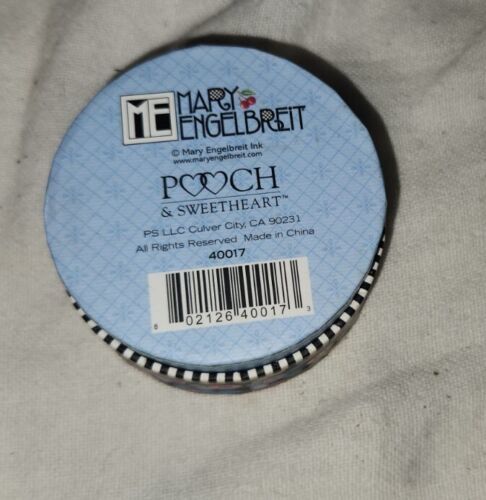 ME MARY
ENGELBREIT
© Mary Engelbreit Ink
www.maryengelbreit.com
POOCH
& SWEETHEART™
PS LLC Culver City, CA 90231
All Rights Reserved Made in China
40017
8 02126 40017 3